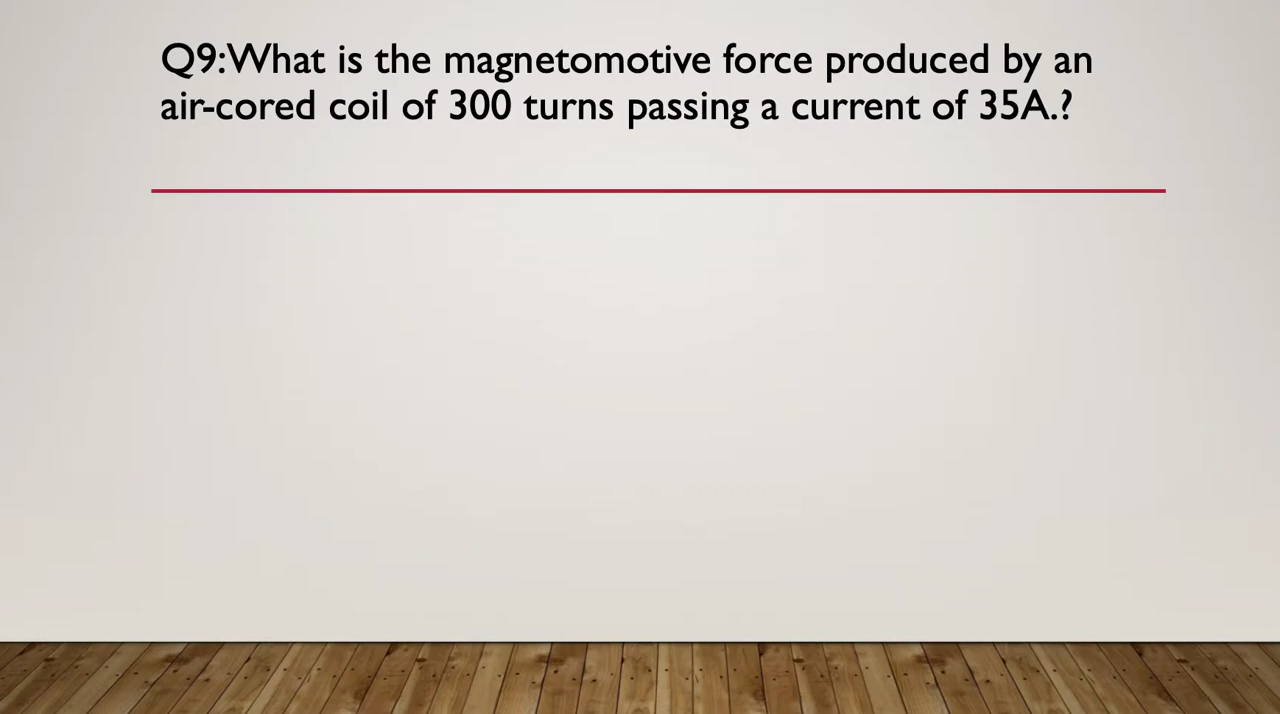 Q9:What is the magnetomotive force produced by an
air-cored coil of 300 turns passing a current of 35A.?